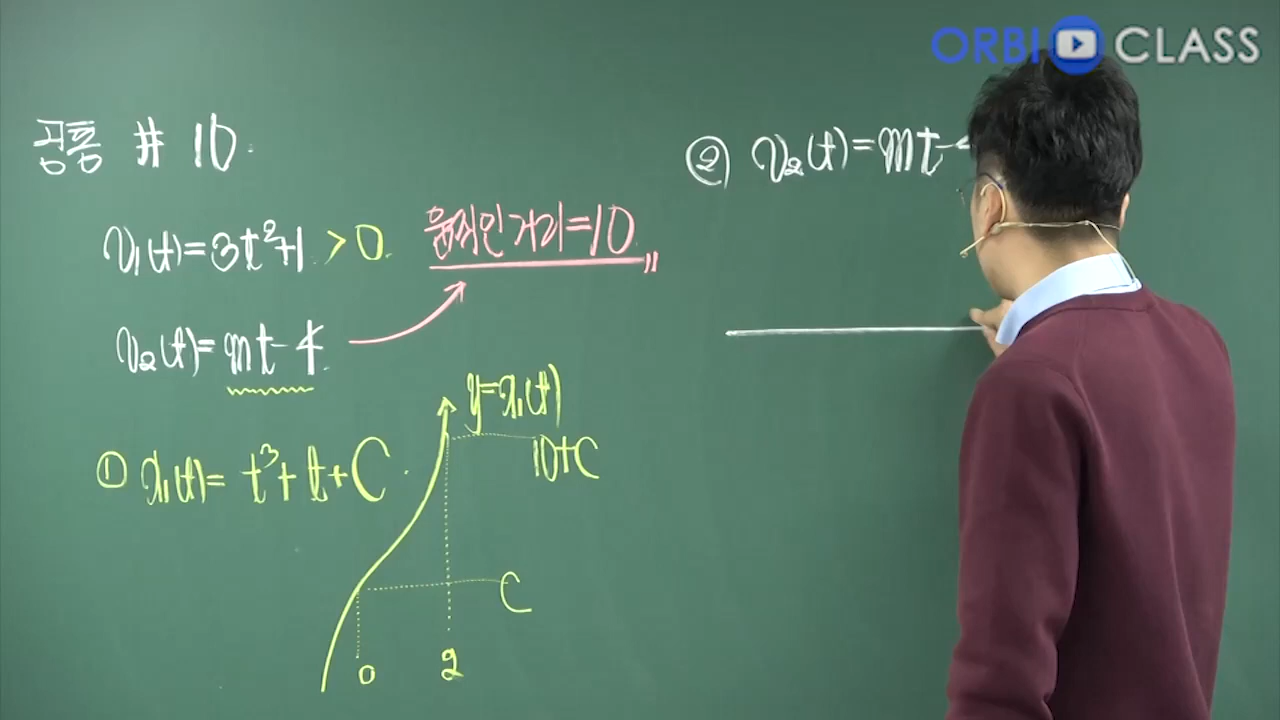 ORBI CLASS
공통 # 10.
v₁(t)=3t²+1 >0.
움직인 거리=10
v₂(t)=mt-4.
① x₁(t)= t³+t+C.
y=x₁(t)
10+C
C
0 2
② v₂(t)=mt-